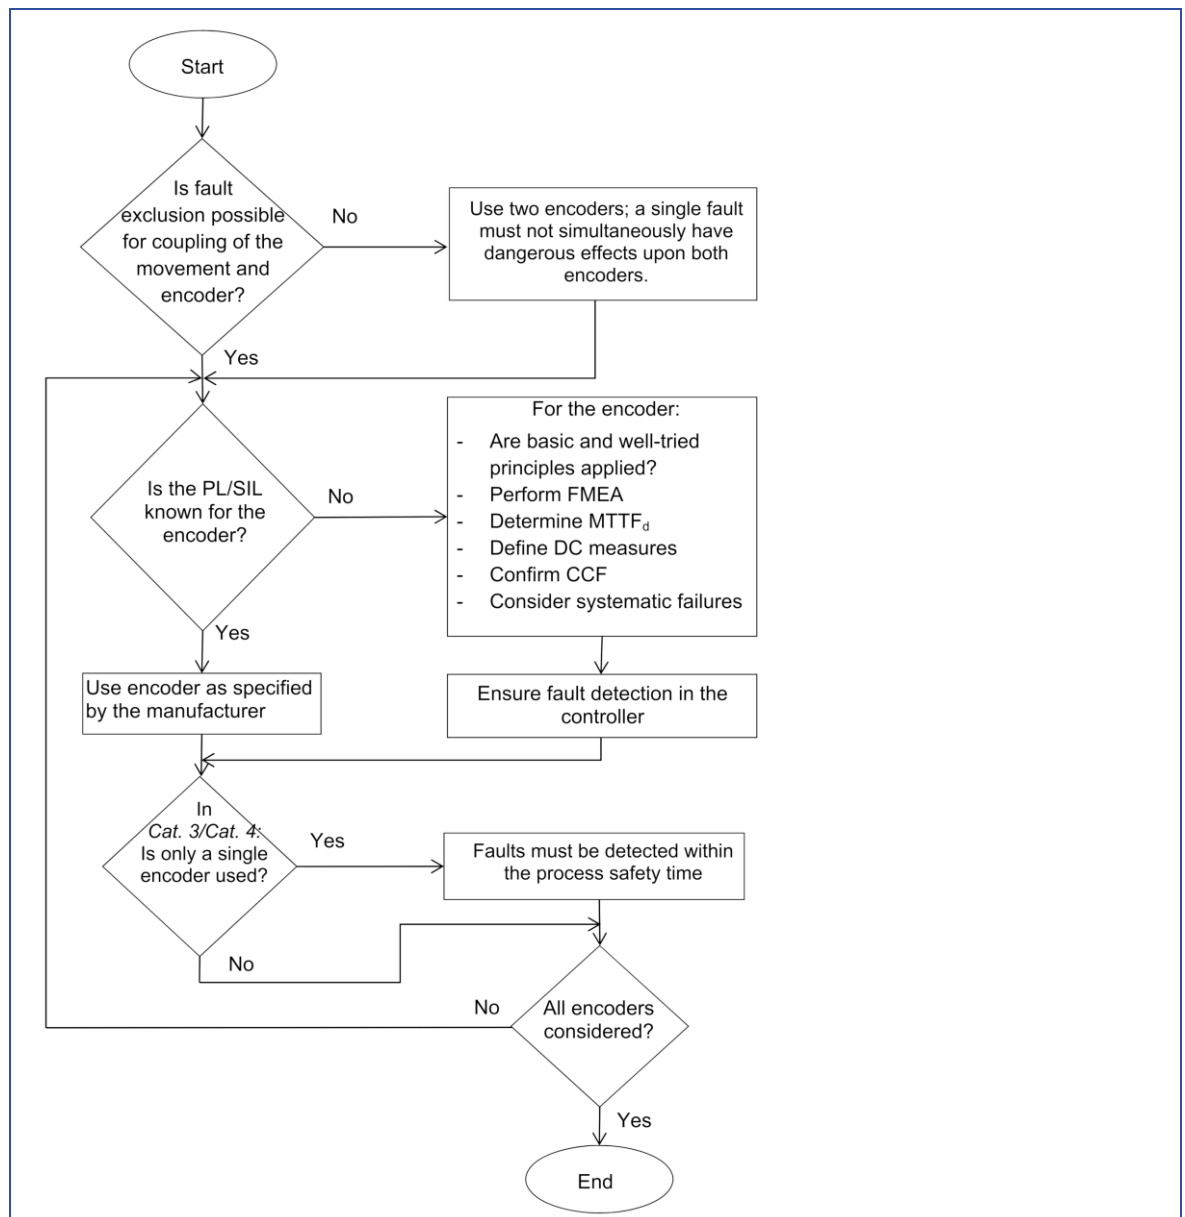 Start
Is fault
exclusion possible
for coupling of the
movement and
encoder?
No
Use two encoders; a single fault
must not simultaneously have
dangerous effects upon both
encoders.
Yes
Is the PL/SIL
known for the
encoder?
No
For the encoder:
- Are basic and well-tried
principles applied?
- Perform FMEA
- Determine MTTFd
- Define DC measures
- Confirm CCF
- Consider systematic failures
Yes
Use encoder as specified
by the manufacturer
Ensure fault detection in the
controller
In
Cat. 3/Cat. 4:
Is only a single
encoder used?
Yes
Faults must be detected within
the process safety time
No
No
All encoders
considered?
Yes
End